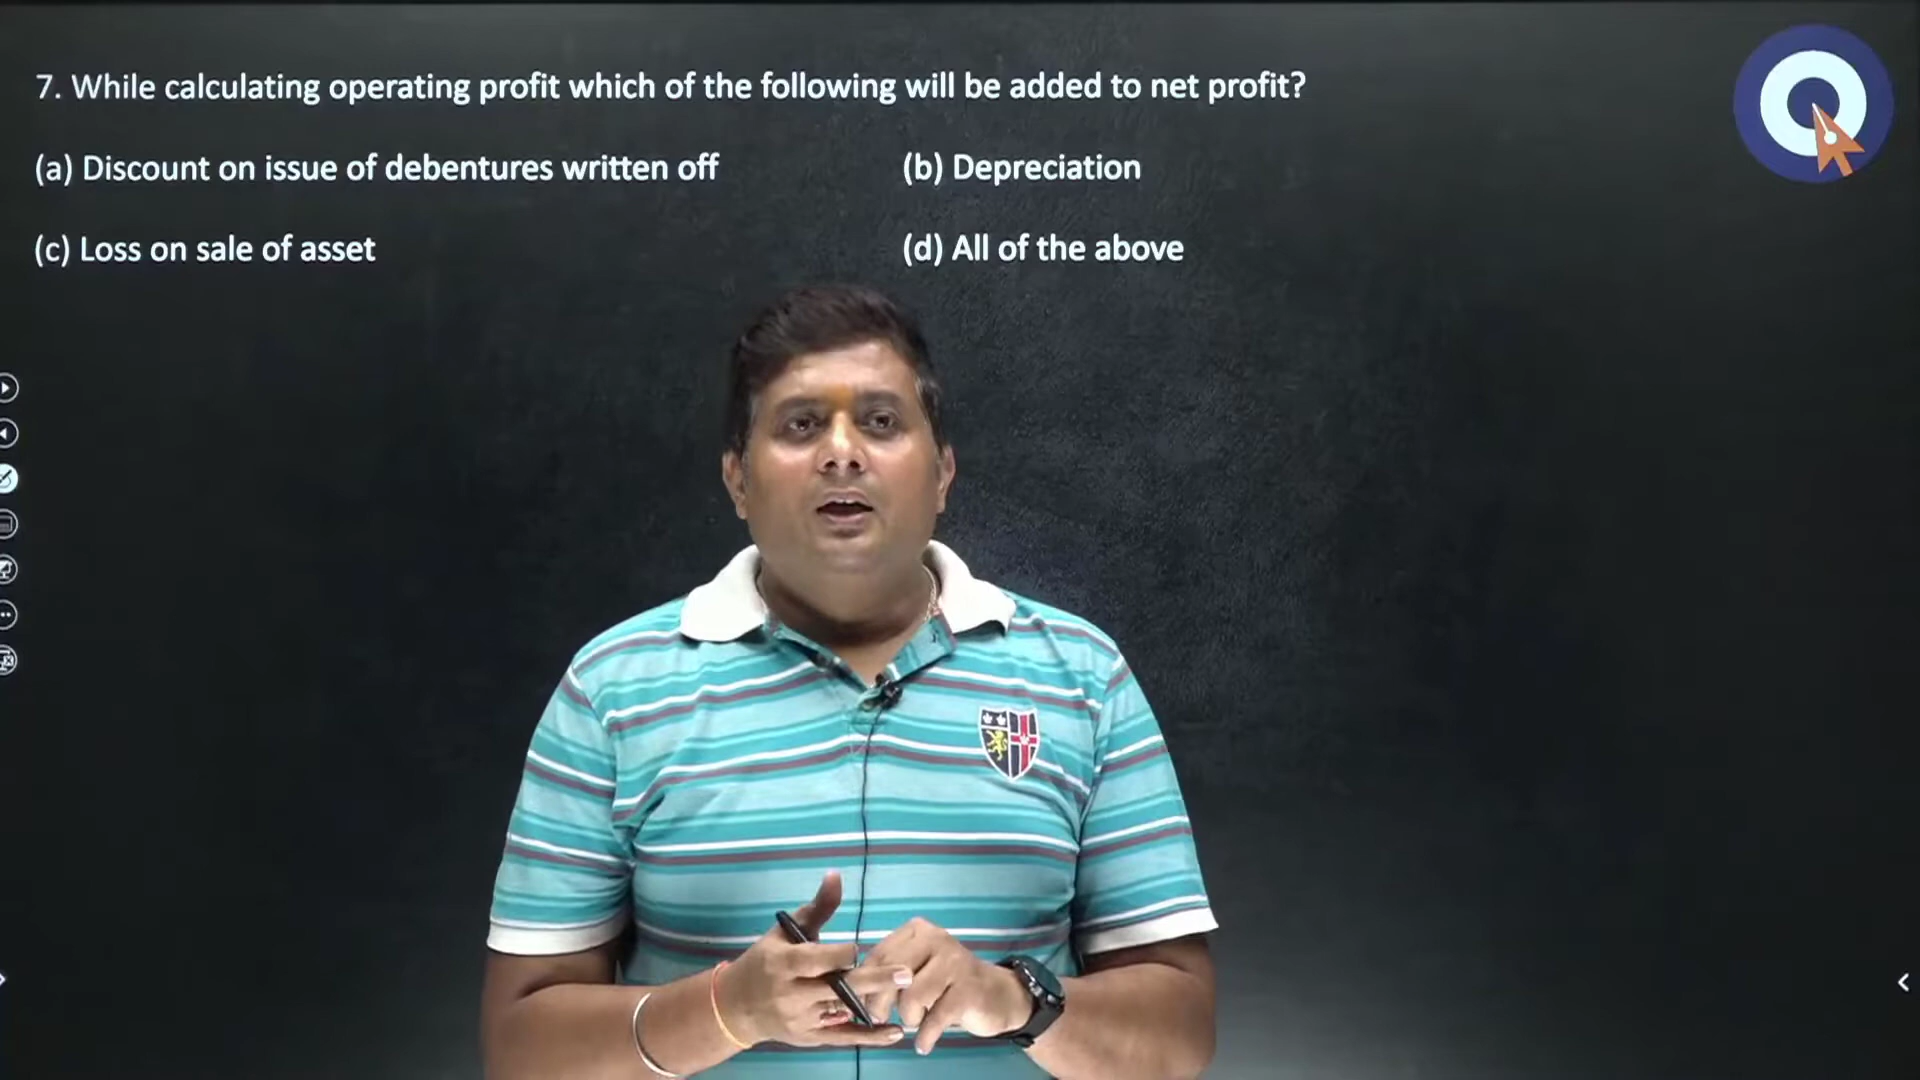 7. While calculating operating profit which of the following will be added to net profit?
(a) Discount on issue of debentures written off
(b) Depreciation
(c) Loss on sale of asset
(d) All of the above